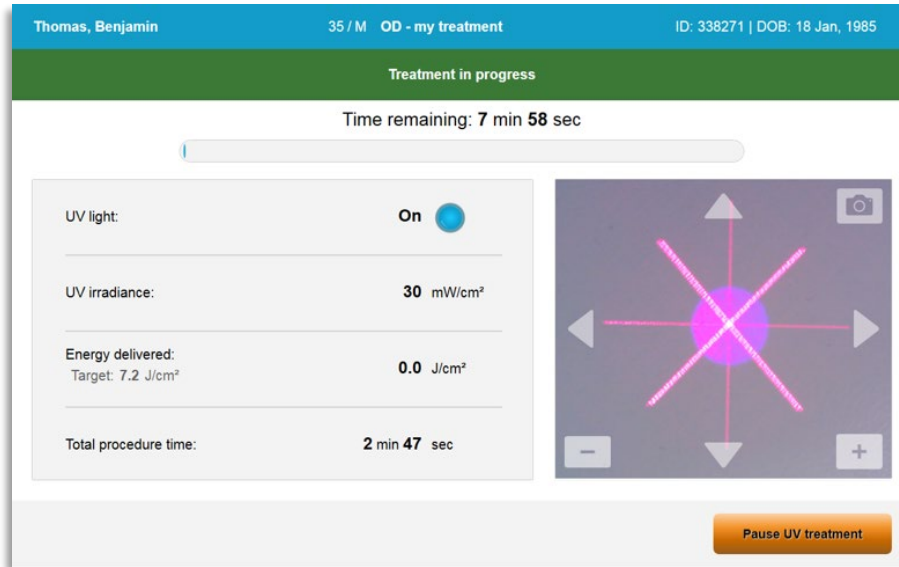 Thomas, Benjamin 35 / M OD - my treatment ID: 338271 | DOB: 18 Jan, 1985
Treatment in progress
Time remaining: 7 min 58 sec
UV light: On
UV irradiance: 30 mW/cm²
Energy delivered:
Target: 7.2 J/cm² 0.0 J/cm²
Total procedure time: 2 min 47 sec
Pause UV treatment